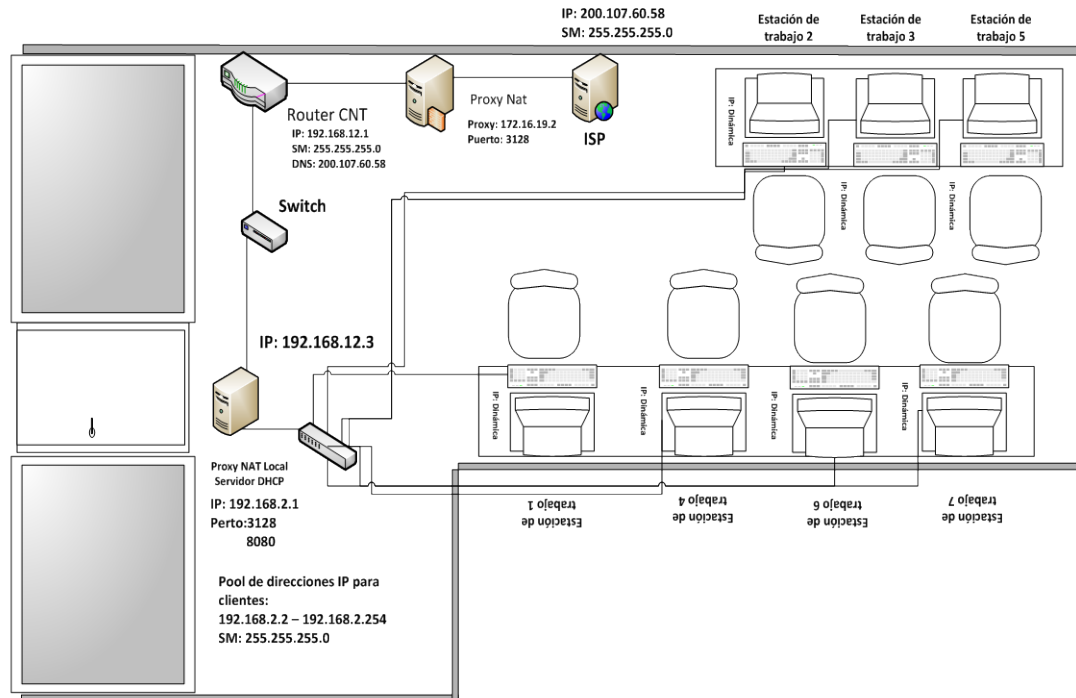 IP: 200.107.60.58
SM: 255.255.255.0
Estación de
trabajo 2
Estación de
trabajo 3
Estación de
trabajo 5
Router CNT
IP: 192.168.12.1
SM: 255.255.255.0
DNS: 200.107.60.58
Proxy Nat
Proxy: 172.16.19.2
Puerto: 3128
ISP
IP: Dinámica
IP: Dinámica
IP: Dinámica
Switch
IP: 192.168.12.3
IP: Dinámica
IP: Dinámica
IP: Dinámica
IP: Dinámica
Proxy NAT Local
Servidor DHCP
IP: 192.168.2.1
Perto:3128
8080
Estación de
trabajo 1
Estación de
trabajo 4
Estación de
trabajo 6
Estación de
trabajo 7
Pool de direcciones IP para
clientes:
192.168.2.2 – 192.168.2.254
SM: 255.255.255.0